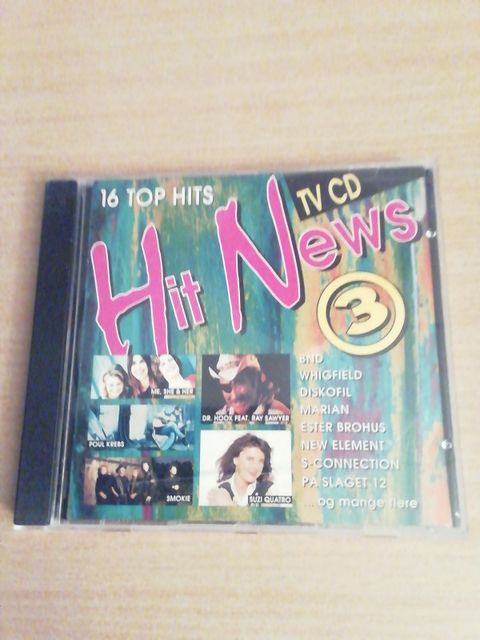 16 TOP HITS
TV CD
Hit News
3
ME, SHE & HER
DR. HOOK FEAT. RAY SAWYER
POUL KREBS
SMOKIE
SUZI QUATRO
BND
WHIGFIELD
DISKOFIL
MARIAN
ESTER BROHUS
NEW ELEMENT
S-CONNECTION
PÅ SLAGET 12
... og mange flere